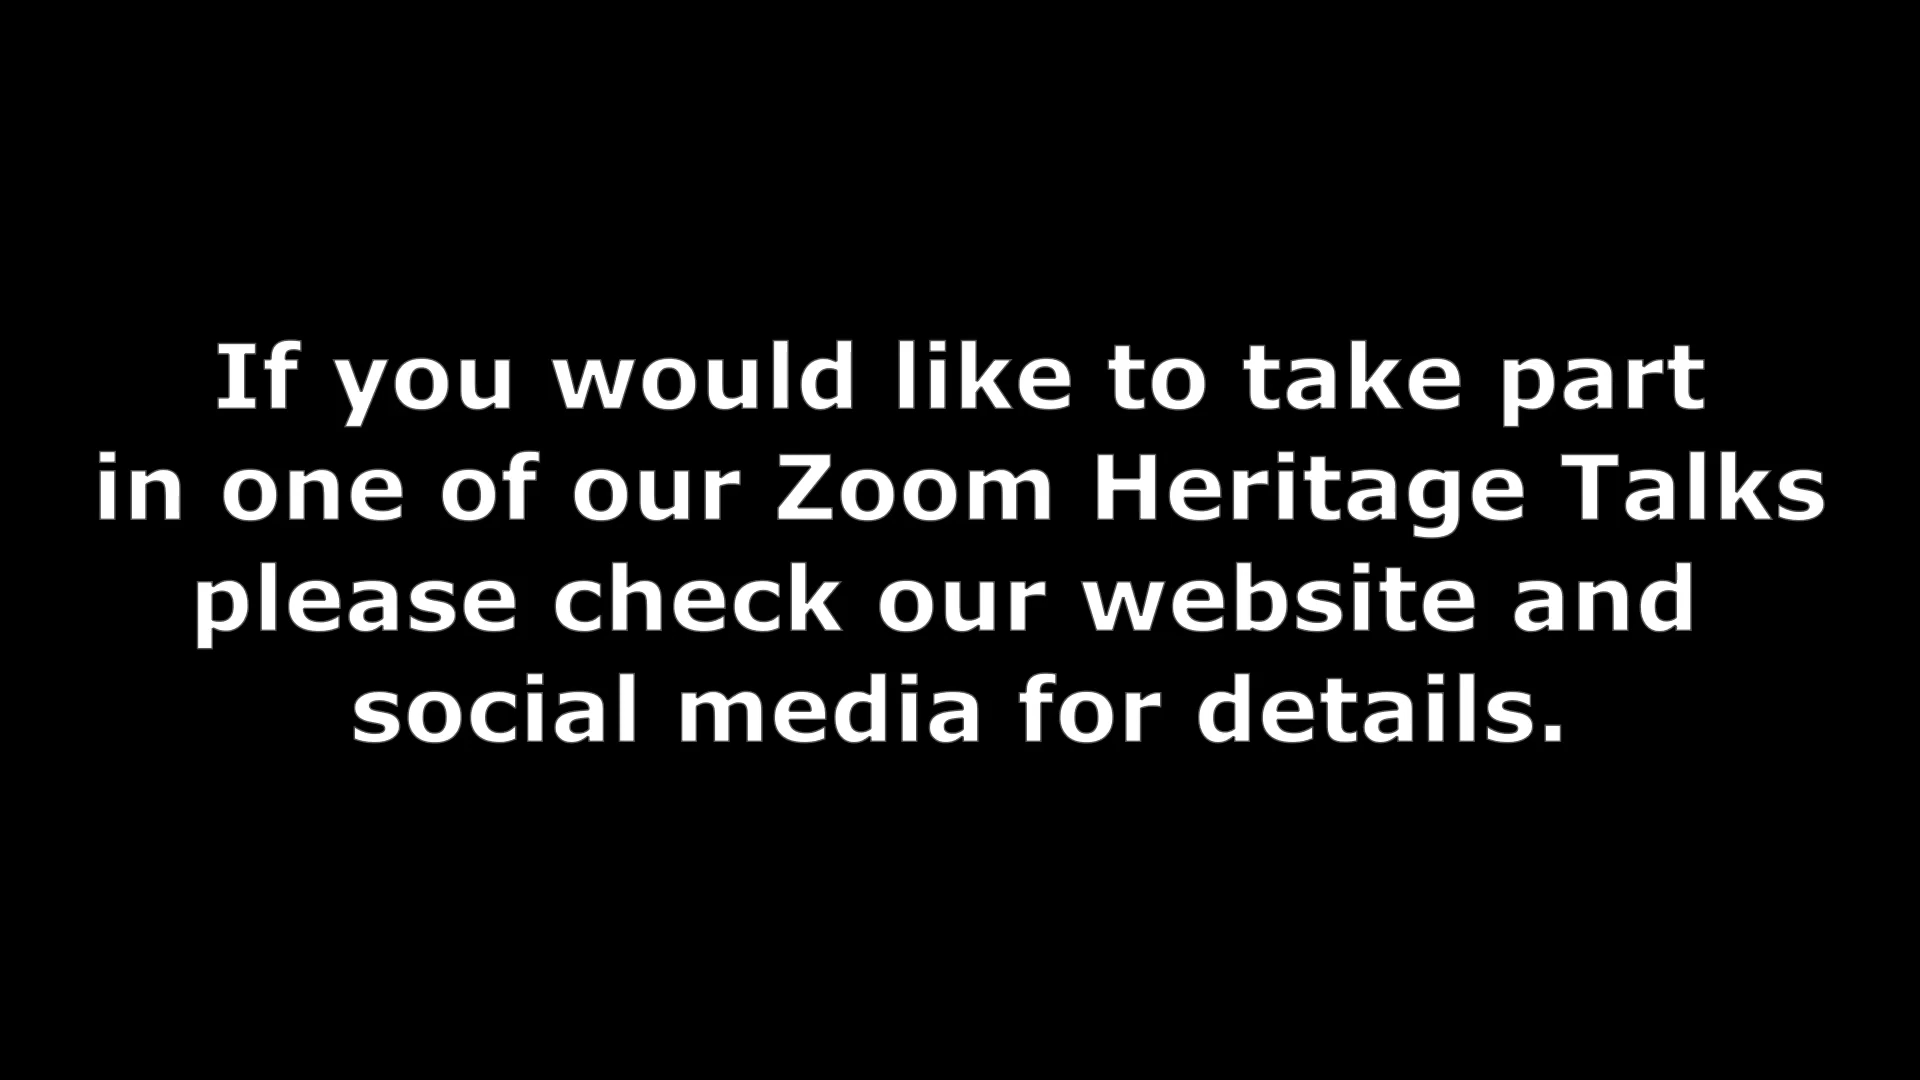 If you would like to take part
in one of our Zoom Heritage Talks
please check our website and
social media for details.